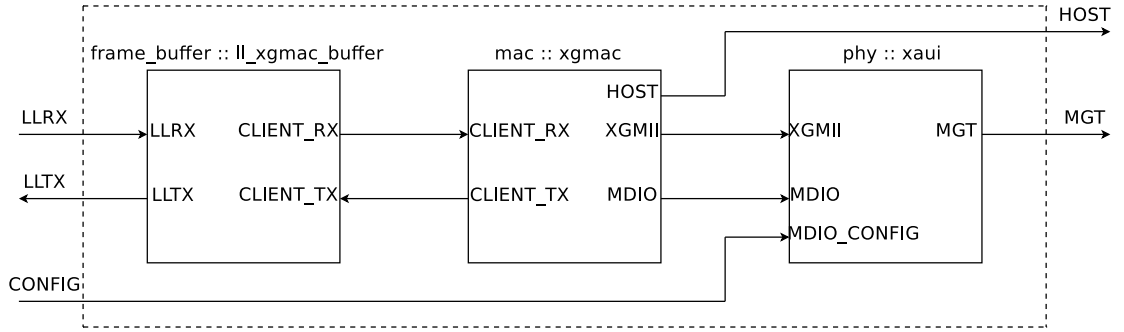 HOST
frame_buffer :: ll_xgmac_buffer
mac :: xgmac
phy :: xaui
HOST
LLRX
LLRX
CLIENT_RX
CLIENT_RX
XGMII
XGMII
MGT
MGT
LLTX
LLTX
CLIENT_TX
CLIENT_TX
MDIO
MDIO
MDIO_CONFIG
CONFIG